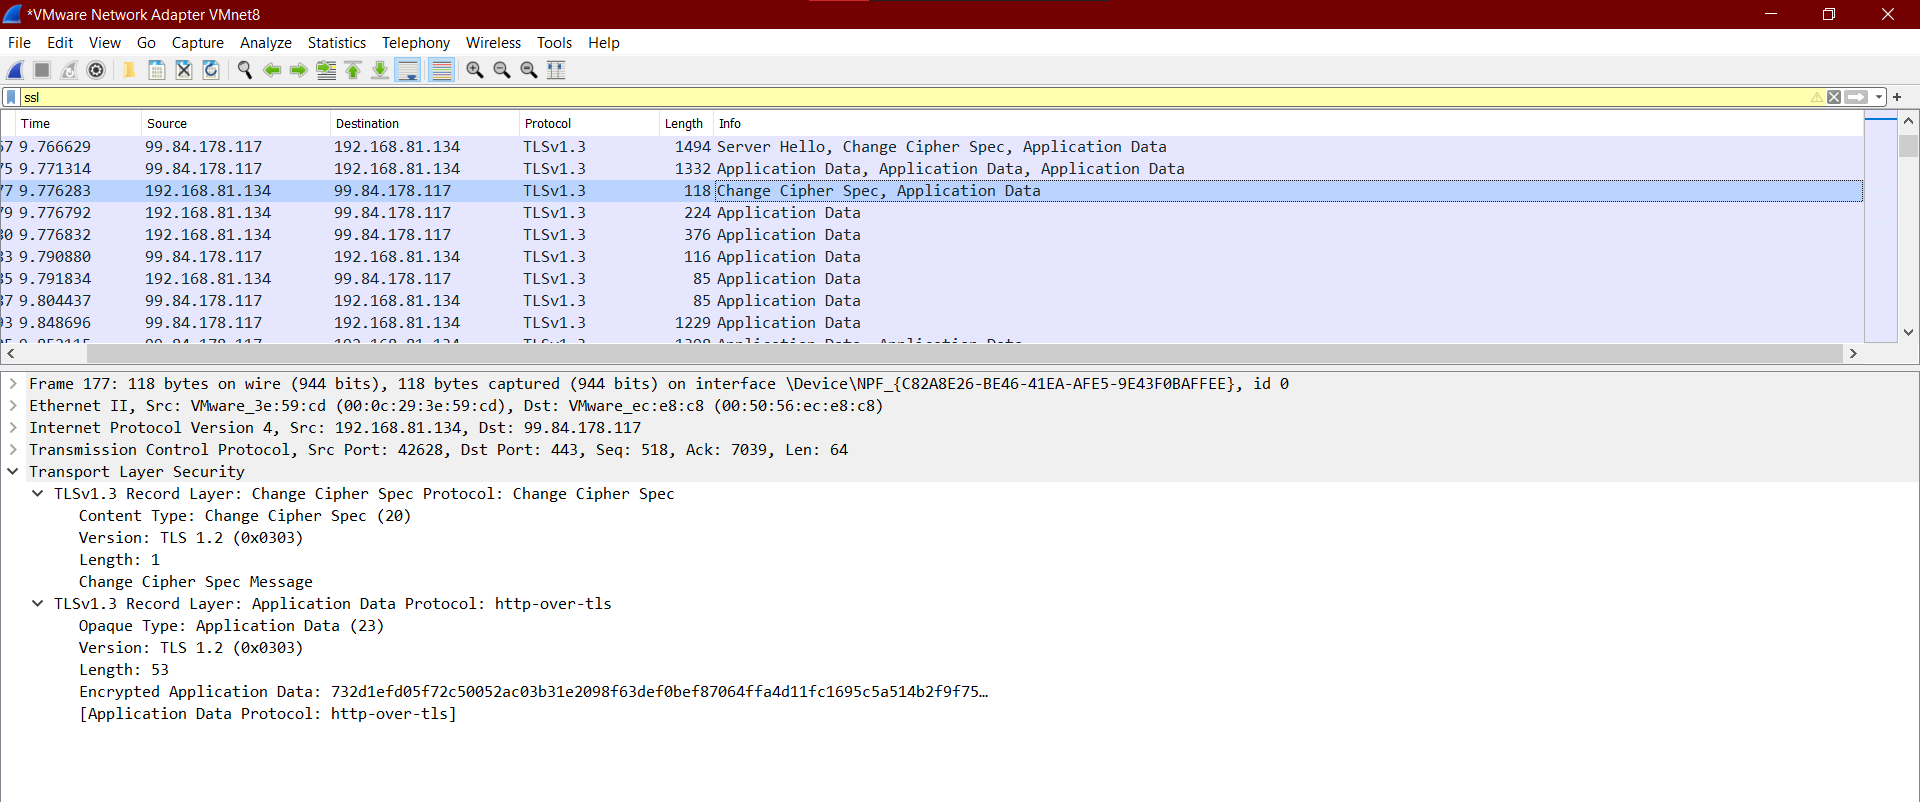 *VMware Network Adapter VMnet8
File Edit View Go Capture Analyze Statistics Telephony Wireless Tools Help
ssl
Time Source Destination Protocol Length Info
57 9.766629 99.84.178.117 192.168.81.134 TLSv1.3 1494 Server Hello, Change Cipher Spec, Application Data
75 9.771314 99.84.178.117 192.168.81.134 TLSv1.3 1332 Application Data, Application Data, Application Data
77 9.776283 192.168.81.134 99.84.178.117 TLSv1.3 118 Change Cipher Spec, Application Data
79 9.776792 192.168.81.134 99.84.178.117 TLSv1.3 224 Application Data
80 9.776832 192.168.81.134 99.84.178.117 TLSv1.3 376 Application Data
83 9.790880 99.84.178.117 192.168.81.134 TLSv1.3 116 Application Data
85 9.791834 192.168.81.134 99.84.178.117 TLSv1.3 85 Application Data
87 9.804437 99.84.178.117 192.168.81.134 TLSv1.3 85 Application Data
93 9.848696 99.84.178.117 192.168.81.134 TLSv1.3 1229 Application Data
99.84.178.117 192.168.81.134 TLSv1.3 Application Data, Application Data
Frame 177: 118 bytes on wire (944 bits), 118 bytes captured (944 bits) on interface \Device\NPF_{C82A8E26-BE46-41EA-AFE5-9E43F0BAFFEE}, id 0
Ethernet II, Src: VMware_3e:59:cd (00:0c:29:3e:59:cd), Dst: VMware_ec:e8:c8 (00:50:56:ec:e8:c8)
Internet Protocol Version 4, Src: 192.168.81.134, Dst: 99.84.178.117
Transmission Control Protocol, Src Port: 42628, Dst Port: 443, Seq: 518, Ack: 7039, Len: 64
Transport Layer Security
TLSv1.3 Record Layer: Change Cipher Spec Protocol: Change Cipher Spec
Content Type: Change Cipher Spec (20)
Version: TLS 1.2 (0x0303)
Length: 1
Change Cipher Spec Message
TLSv1.3 Record Layer: Application Data Protocol: http-over-tls
Opaque Type: Application Data (23)
Version: TLS 1.2 (0x0303)
Length: 53
Encrypted Application Data: 732d1efd05f72c50052ac03b31e2098f63def0bef87064ffa4d11fc1695c5a514b2f9f75…
[Application Data Protocol: http-over-tls]